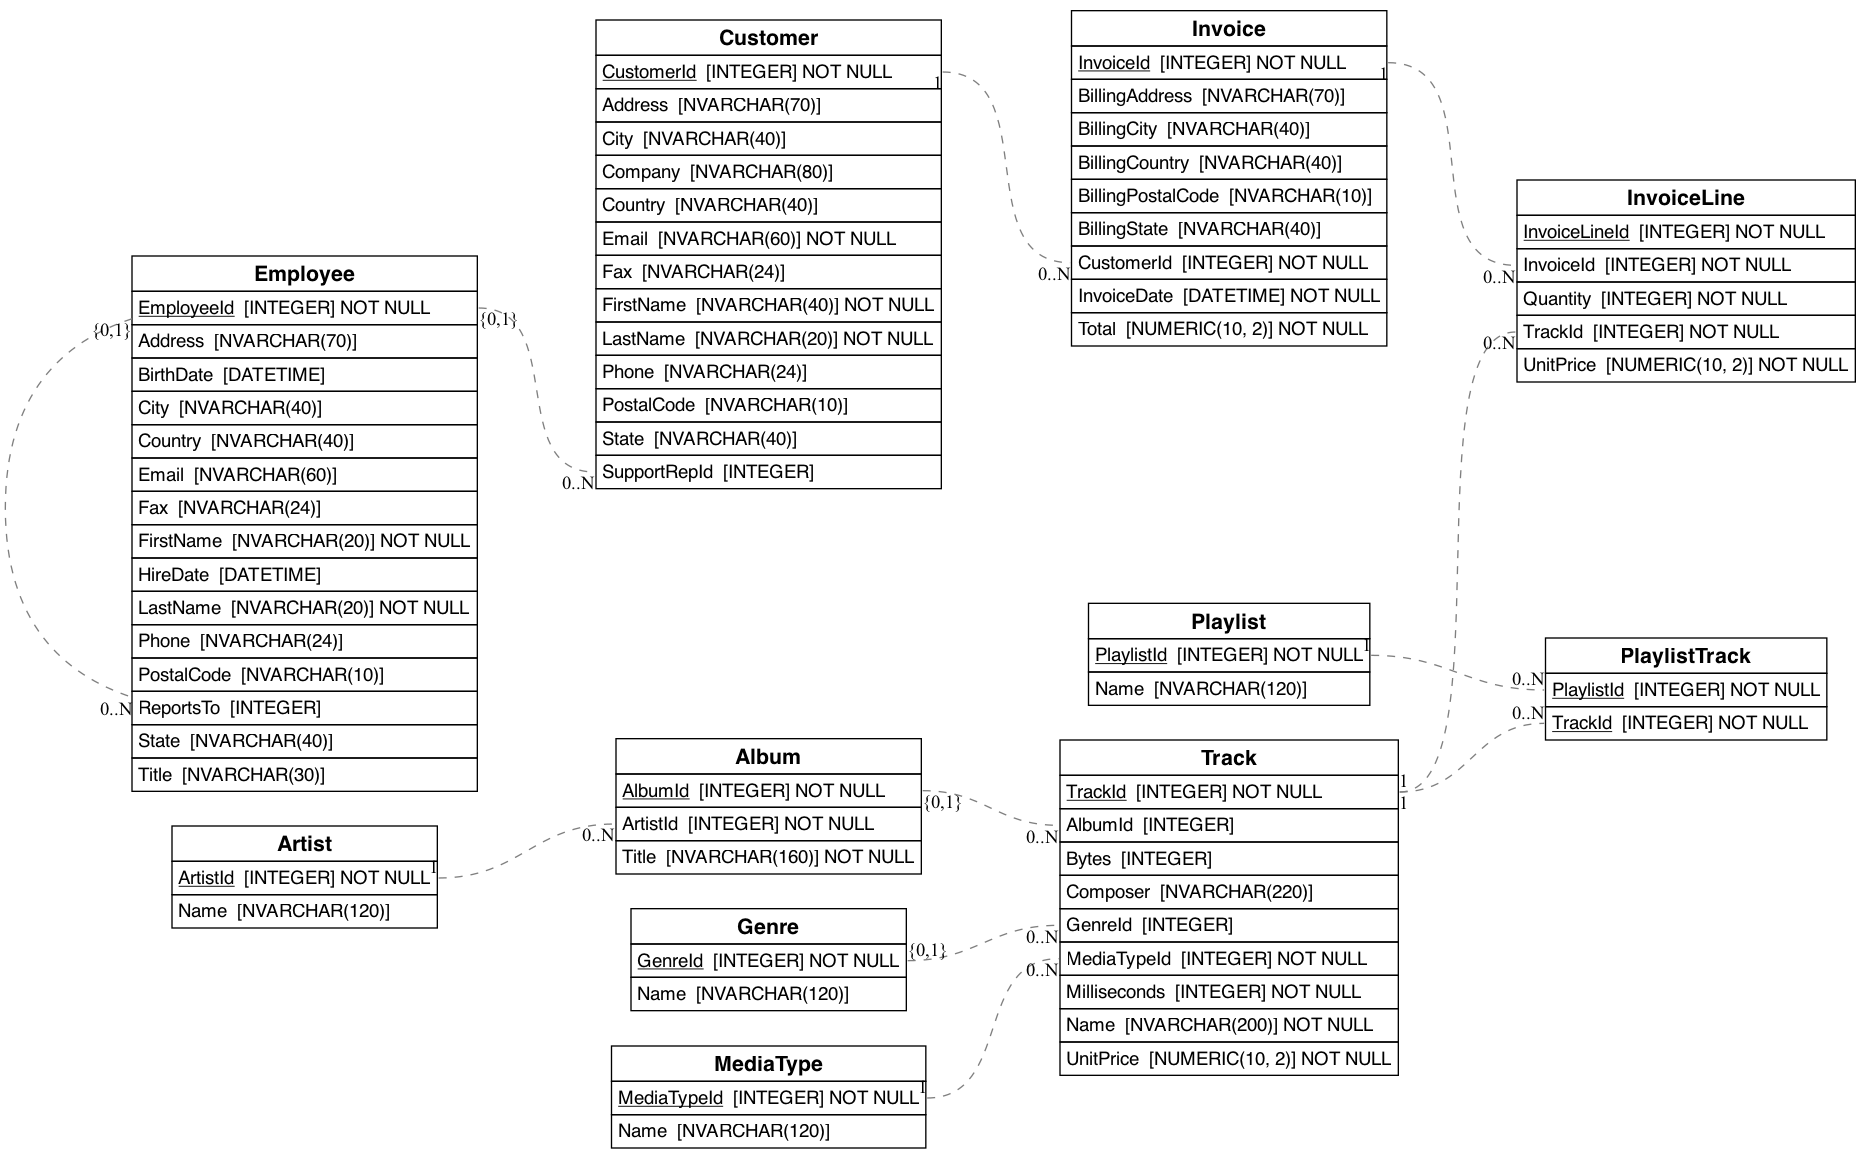 Customer
CustomerId [INTEGER] NOT NULL
1
Address [NVARCHAR(70)]
City [NVARCHAR(40)]
Company [NVARCHAR(80)]
Country [NVARCHAR(40)]
Email [NVARCHAR(60)] NOT NULL
Fax [NVARCHAR(24)]
FirstName [NVARCHAR(40)] NOT NULL
LastName [NVARCHAR(20)] NOT NULL
Phone [NVARCHAR(24)]
PostalCode [NVARCHAR(10)]
State [NVARCHAR(40)]
SupportRepId [INTEGER]
0..N
Invoice
InvoiceId [INTEGER] NOT NULL
1
BillingAddress [NVARCHAR(70)]
BillingCity [NVARCHAR(40)]
BillingCountry [NVARCHAR(40)]
BillingPostalCode [NVARCHAR(10)]
BillingState [NVARCHAR(40)]
CustomerId [INTEGER] NOT NULL
0..N
InvoiceDate [DATETIME] NOT NULL
Total [NUMERIC(10, 2)] NOT NULL
InvoiceLine
InvoiceLineId [INTEGER] NOT NULL
InvoiceId [INTEGER] NOT NULL
0..N
Quantity [INTEGER] NOT NULL
TrackId [INTEGER] NOT NULL
0..N
UnitPrice [NUMERIC(10, 2)] NOT NULL
Employee
EmployeeId [INTEGER] NOT NULL
{0,1}
{0,1}
Address [NVARCHAR(70)]
BirthDate [DATETIME]
City [NVARCHAR(40)]
Country [NVARCHAR(40)]
Email [NVARCHAR(60)]
Fax [NVARCHAR(24)]
FirstName [NVARCHAR(20)] NOT NULL
HireDate [DATETIME]
LastName [NVARCHAR(20)] NOT NULL
Phone [NVARCHAR(24)]
PostalCode [NVARCHAR(10)]
0..N
ReportsTo [INTEGER]
State [NVARCHAR(40)]
Title [NVARCHAR(30)]
Playlist
PlaylistId [INTEGER] NOT NULL
1
Name [NVARCHAR(120)]
PlaylistTrack
0..N
PlaylistId [INTEGER] NOT NULL
0..N
TrackId [INTEGER] NOT NULL
Artist
ArtistId [INTEGER] NOT NULL
1
Name [NVARCHAR(120)]
Album
AlbumId [INTEGER] NOT NULL
{0,1}
ArtistId [INTEGER] NOT NULL
0..N
Title [NVARCHAR(160)] NOT NULL
Genre
{0,1}
GenreId [INTEGER] NOT NULL
Name [NVARCHAR(120)]
MediaType
MediaTypeId [INTEGER] NOT NULL
1
Name [NVARCHAR(120)]
Track
TrackId [INTEGER] NOT NULL
1
1
AlbumId [INTEGER]
0..N
Bytes [INTEGER]
Composer [NVARCHAR(220)]
GenreId [INTEGER]
0..N
MediaTypeId [INTEGER] NOT NULL
0..N
Milliseconds [INTEGER] NOT NULL
Name [NVARCHAR(200)] NOT NULL
UnitPrice [NUMERIC(10, 2)] NOT NULL